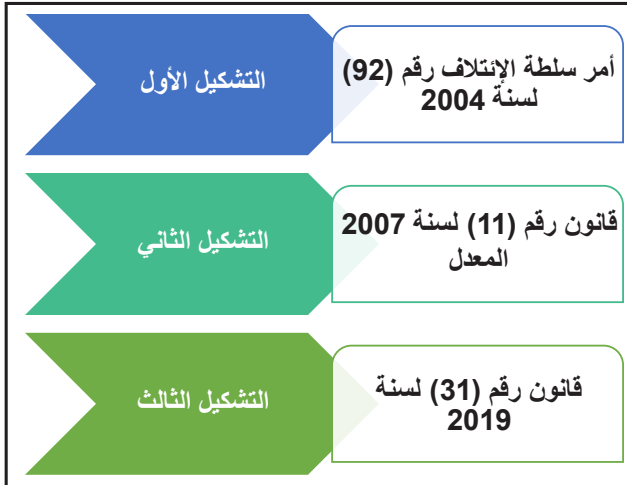 أمر سلطة الإئتلاف رقم (92)
لسنة 2004
التشكيل الأول
قانون رقم (11) لسنة 2007
المعدل
التشكيل الثاني
قانون رقم (31) لسنة
2019
التشكيل الثالث